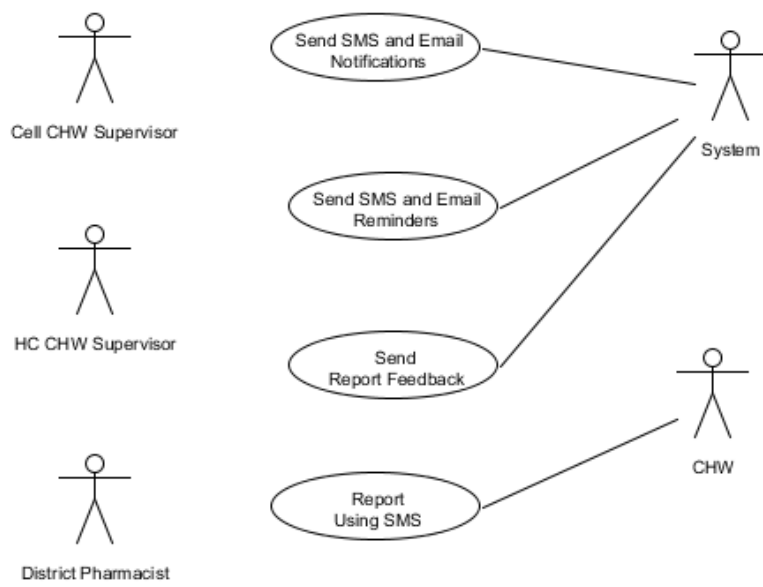 Send SMS and Email
Notifications
Cell CHW Supervisor
System
Send SMS and Email
Reminders
HC CHW Supervisor
Send
Report Feedback
CHW
Report
Using SMS
District Pharmacist